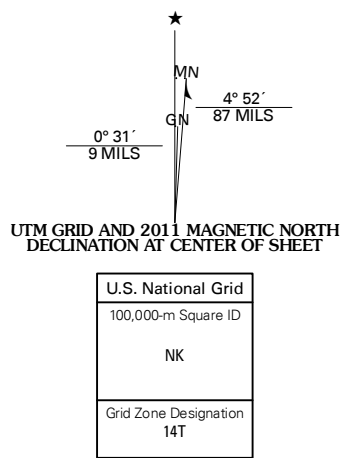 ★
MN
GN
4° 52´
87 MILS
0° 31´
9 MILS
UTM GRID AND 2011 MAGNETIC NORTH
DECLINATION AT CENTER OF SHEET
U.S. National Grid
100,000-m Square ID
NK
Grid Zone Designation
14T